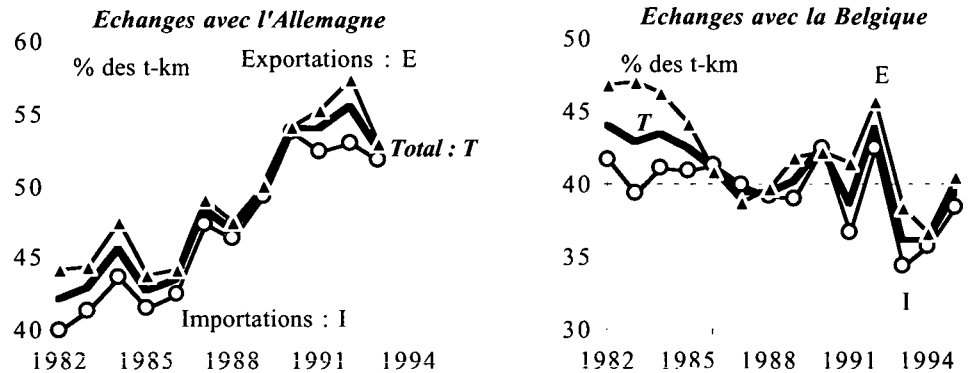 Echanges avec l'Allemagne
60
% des t-km
Exportations : E
55
Total : T
50
45
Importations : I
40
1982 1985 1988 1991 1994
Echanges avec la Belgique
50
% des t-km
E
45
T
40
35
I
30
1982 1985 1988 1991 1994